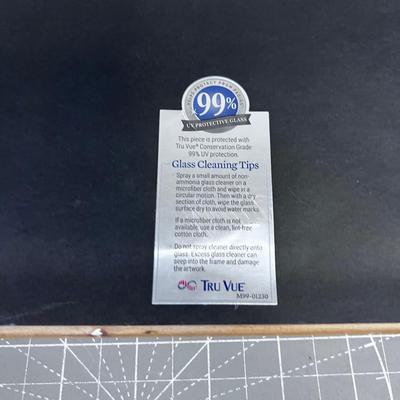 HELPS PROTECT FROM FADING
99%
UV PROTECTIVE GLASS
This piece is protected with
Tru Vue® Conservation Grade
99% UV protection.
Glass Cleaning Tips
Spray a small amount of non-
ammonia glass cleaner on a
microfiber cloth and wipe in a
circular motion. Then with a dry
section of cloth, wipe the glass
surface dry to avoid water marks.
If a microfiber cloth is not
available, use a clean, lint-free
cotton cloth.
Do not spray cleaner directly onto
glass. Excess glass cleaner can
seep into the frame and damage
the artwork.
TRU VUE®
M99-01230